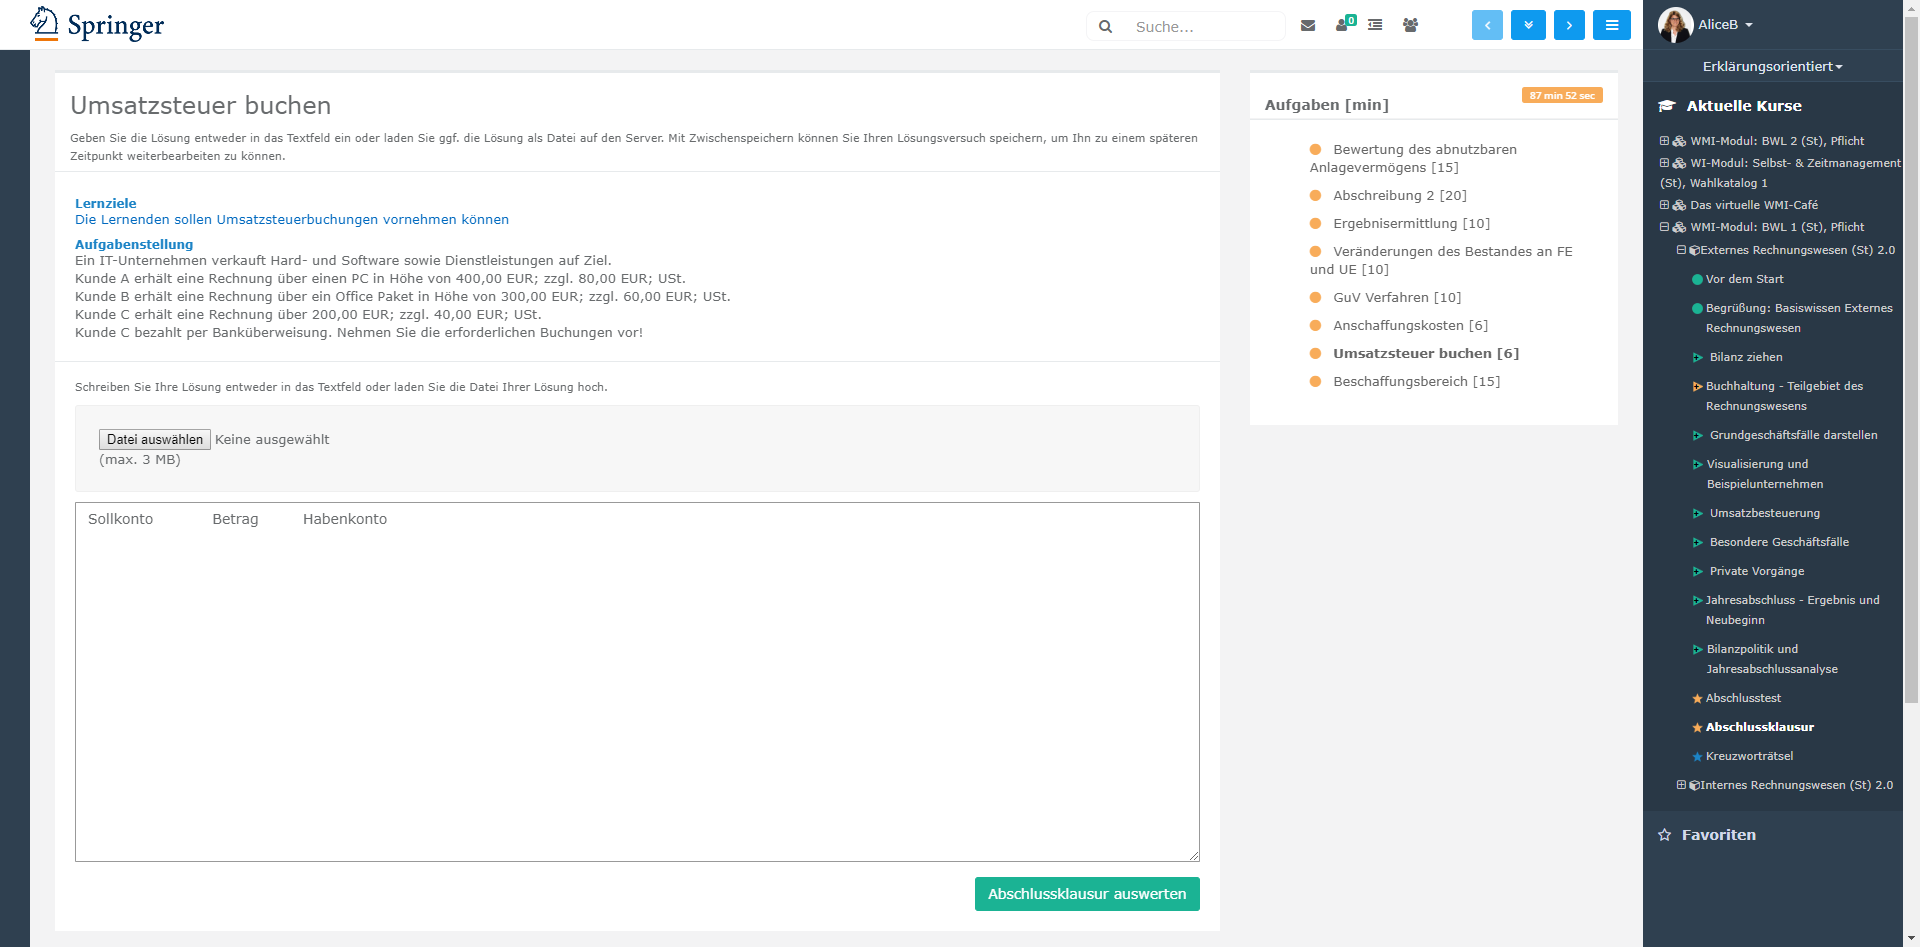 Springer
Suche...
0
AliceB
Erklärungsorientiert
Umsatzsteuer buchen
Geben Sie die Lösung entweder in das Textfeld ein oder laden Sie ggf. die Lösung als Datei auf den Server. Mit Zwischenspeichern können Sie Ihren Lösungsversuch speichern, um Ihn zu einem späteren
Zeitpunkt weiterbearbeiten zu können.
Lernziele
Die Lernenden sollen Umsatzsteuerbuchungen vornehmen können
Aufgabenstellung
Ein IT-Unternehmen verkauft Hard- und Software sowie Dienstleistungen auf Ziel.
Kunde A erhält eine Rechnung über einen PC in Höhe von 400,00 EUR; zzgl. 80,00 EUR; USt.
Kunde B erhält eine Rechnung über ein Office Paket in Höhe von 300,00 EUR; zzgl. 60,00 EUR; USt.
Kunde C erhält eine Rechnung über 200,00 EUR; zzgl. 40,00 EUR; USt.
Kunde C bezahlt per Banküberweisung. Nehmen Sie die erforderlichen Buchungen vor!
Schreiben Sie Ihre Lösung entweder in das Textfeld oder laden Sie die Datei Ihrer Lösung hoch.
Datei auswählen Keine ausgewählt
(max. 3 MB)
Sollkonto Betrag Habenkonto
Abschlussklausur auswerten
Aufgaben [min]
87 min 52 sec
Bewertung des abnutzbaren
Anlagevermögens [15]
Abschreibung 2 [20]
Ergebnisermittlung [10]
Veränderungen des Bestandes an FE
und UE [10]
GuV Verfahren [10]
Anschaffungskosten [6]
Umsatzsteuer buchen [6]
Beschaffungsbereich [15]
Aktuelle Kurse
WMI-Modul: BWL 2 (St), Pflicht
WI-Modul: Selbst- & Zeitmanagement
(St), Wahlkatalog 1
Das virtuelle WMI-Café
WMI-Modul: BWL 1 (St), Pflicht
Externes Rechnungswesen (St) 2.0
Vor dem Start
Begrüßung: Basiswissen Externes
Rechnungswesen
Bilanz ziehen
Buchhaltung - Teilgebiet des
Rechnungswesens
Grundgeschäftsfälle darstellen
Visualisierung und
Beispielunternehmen
Umsatzbesteuerung
Besondere Geschäftsfälle
Private Vorgänge
Jahresabschluss - Ergebnis und
Neubeginn
Bilanzpolitik und
Jahresabschlussanalyse
Abschlusstest
Abschlussklausur
Kreuzworträtsel
Internes Rechnungswesen (St) 2.0
Favoriten